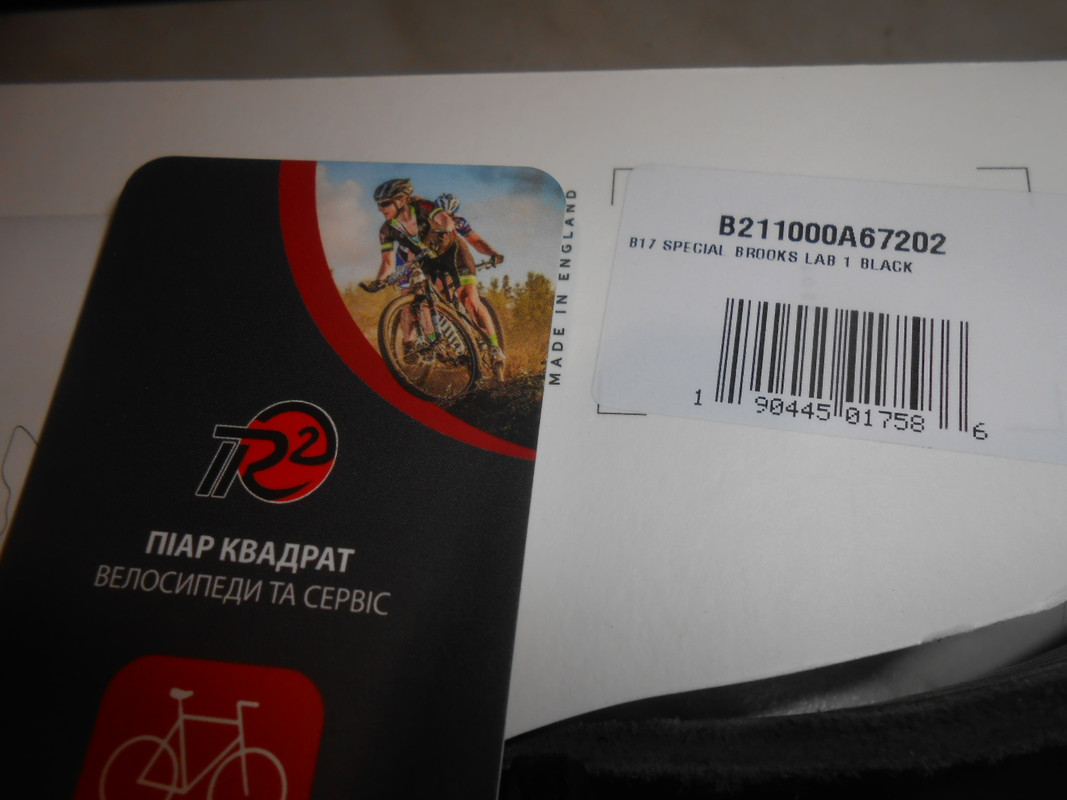 ПR2
ПІАР КВАДРАТ
ВЕЛОСИПЕДИ ТА СЕРВІС
MADE IN ENGLAND
B211000A67202
B17 SPECIAL BROOKS LAB 1 BLACK
1 90445 01758 6